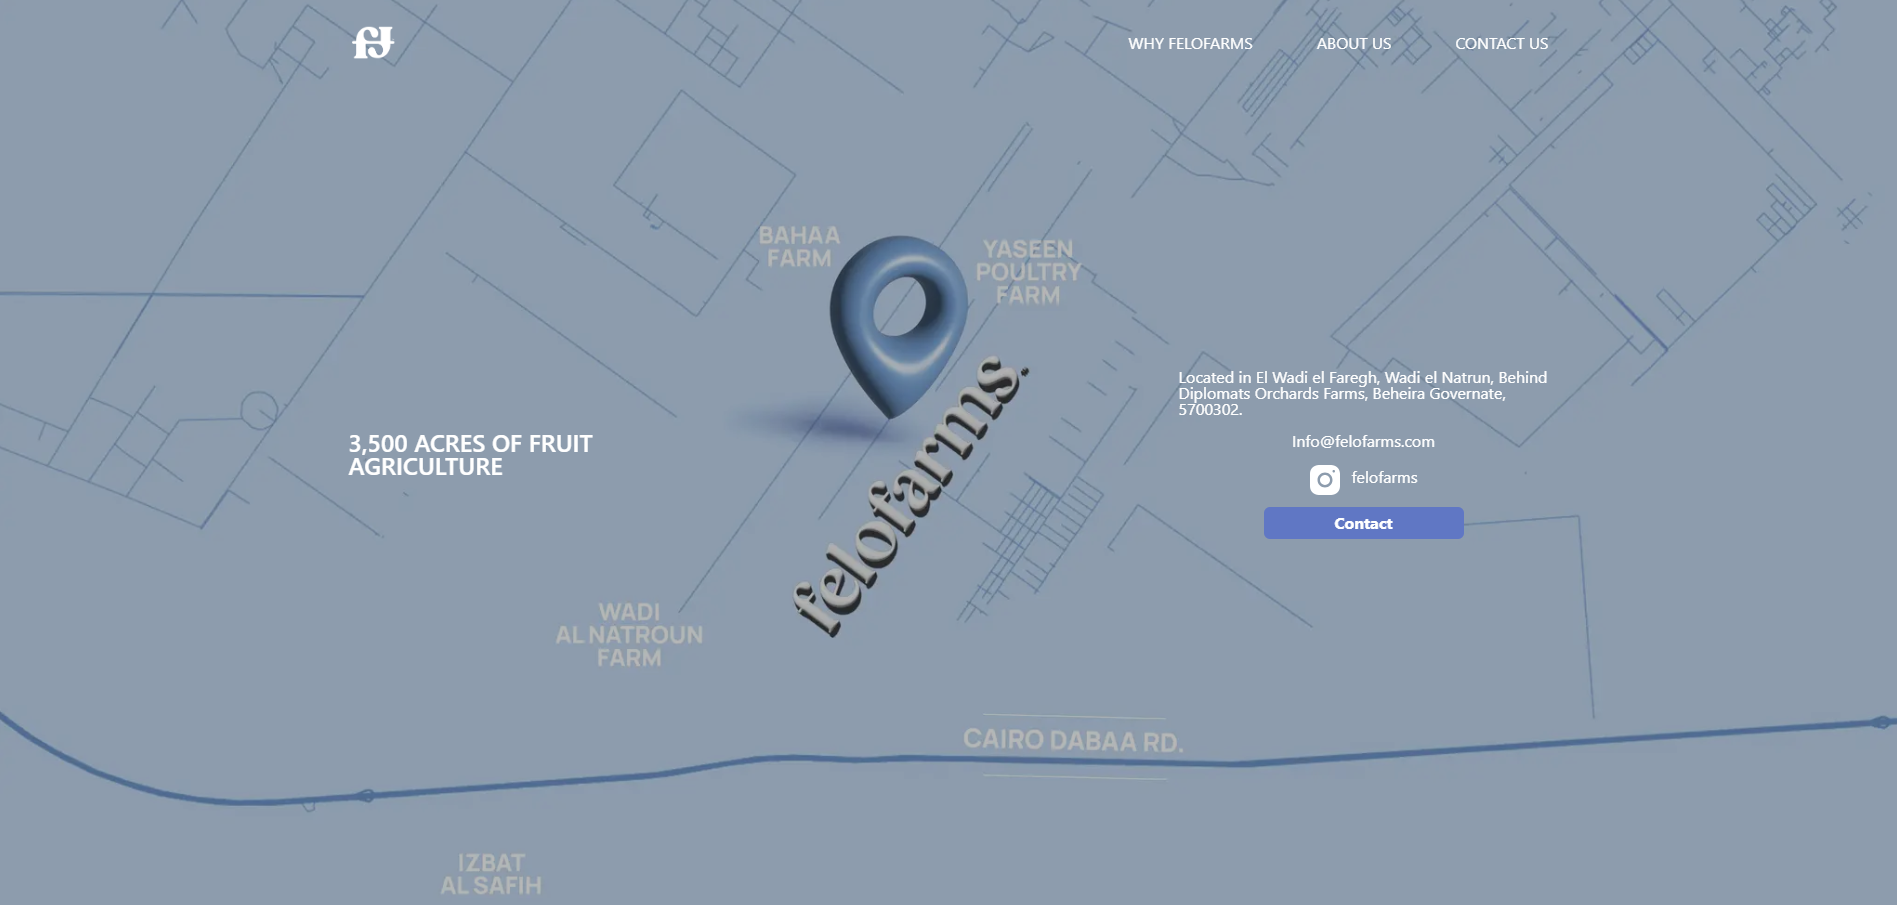 fJ
WHY FELOFARMS
ABOUT US
CONTACT US
BAHAA
FARM
YASEEN
POULTRY
FARM
3,500 ACRES OF FRUIT
AGRICULTURE
felofarms.
Located in El Wadi el Faregh, Wadi el Natrun, Behind
Diplomats Orchards Farms, Beheira Governate,
5700302.
Info@felofarms.com
felofarms
Contact
WADI
AL NATROUN
FARM
CAIRO DABAA RD.
IZBAT
AL SAFIH